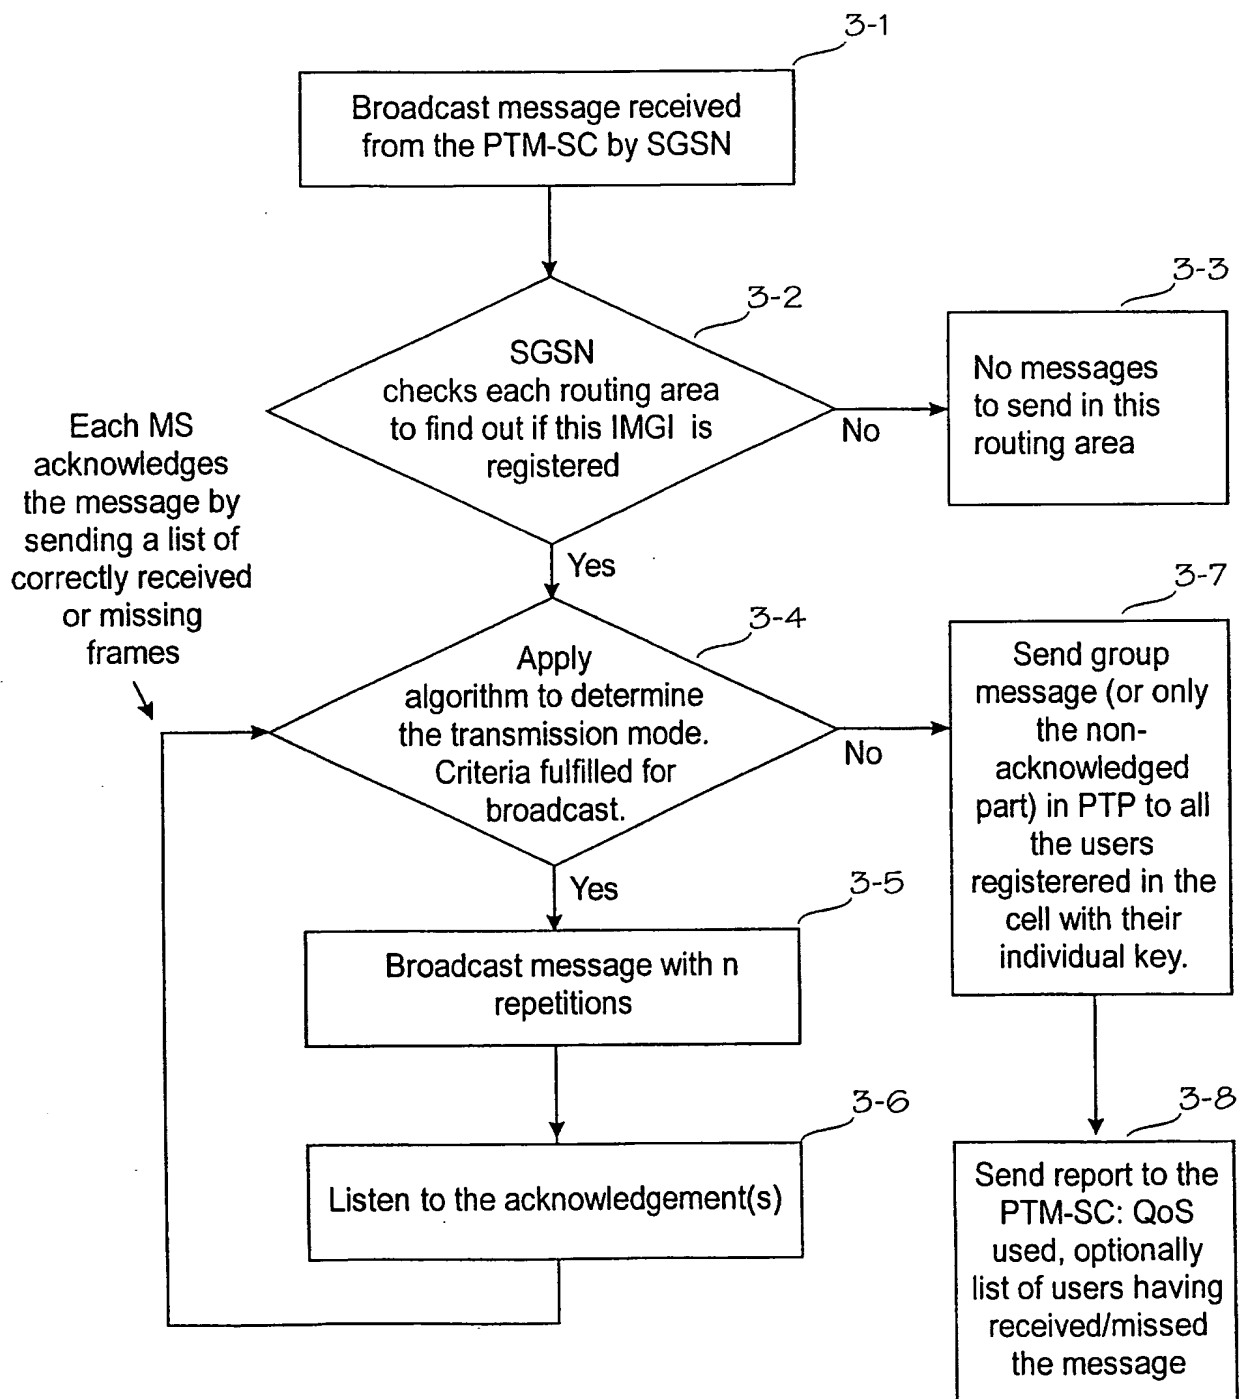 3-1
Broadcast message received
from the PTM-SC by SGSN
3-2
SGSN
checks each routing area
to find out if this IMGI is
registered
No
3-3
No messages
to send in this
routing area
Each MS
acknowledges
the message by
sending a list of
correctly received
or missing
frames
Yes
3-4
Apply
algorithm to determine
the transmission mode.
Criteria fulfilled for
broadcast.
No
3-7
Send group
message (or only
the non-
acknowledged
part) in PTP to all
the users
registerered in the
cell with their
individual key.
Yes
3-5
Broadcast message with n
repetitions
3-6
Listen to the acknowledgement(s)
3-8
Send report to the
PTM-SC: QoS
used, optionally
list of users having
received/missed
the message